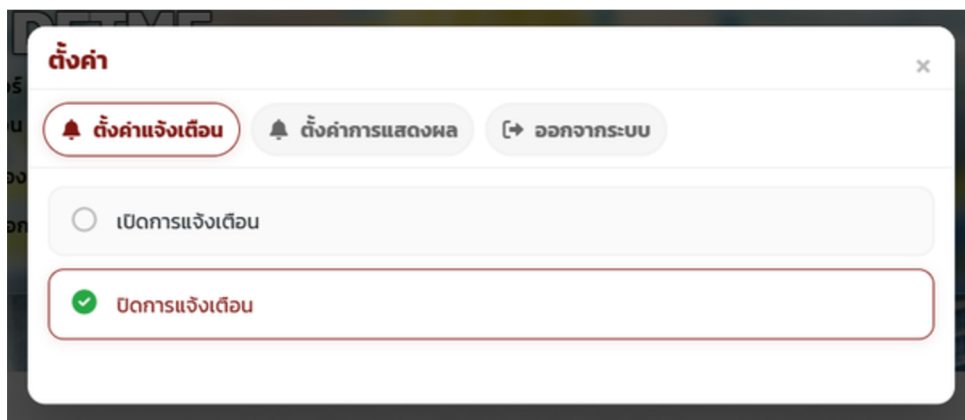 ตั้งค่า
×
ตั้งค่าแจ้งเตือน ตั้งค่าการแสดงผล ออกจากระบบ
เปิดการแจ้งเตือน
ปิดการแจ้งเตือน